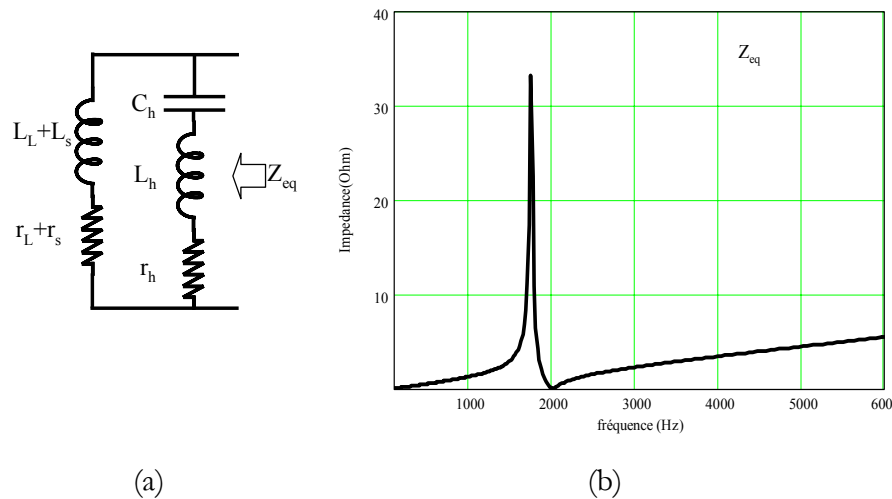 C_h
L_L+L_s
L_h
Z_eq
r_L+r_s
r_h
(a)
40
30
20
10
Z_eq
Impedance(Ohm)
1000
2000
3000
4000
5000
600
fréquence (Hz)
(b)